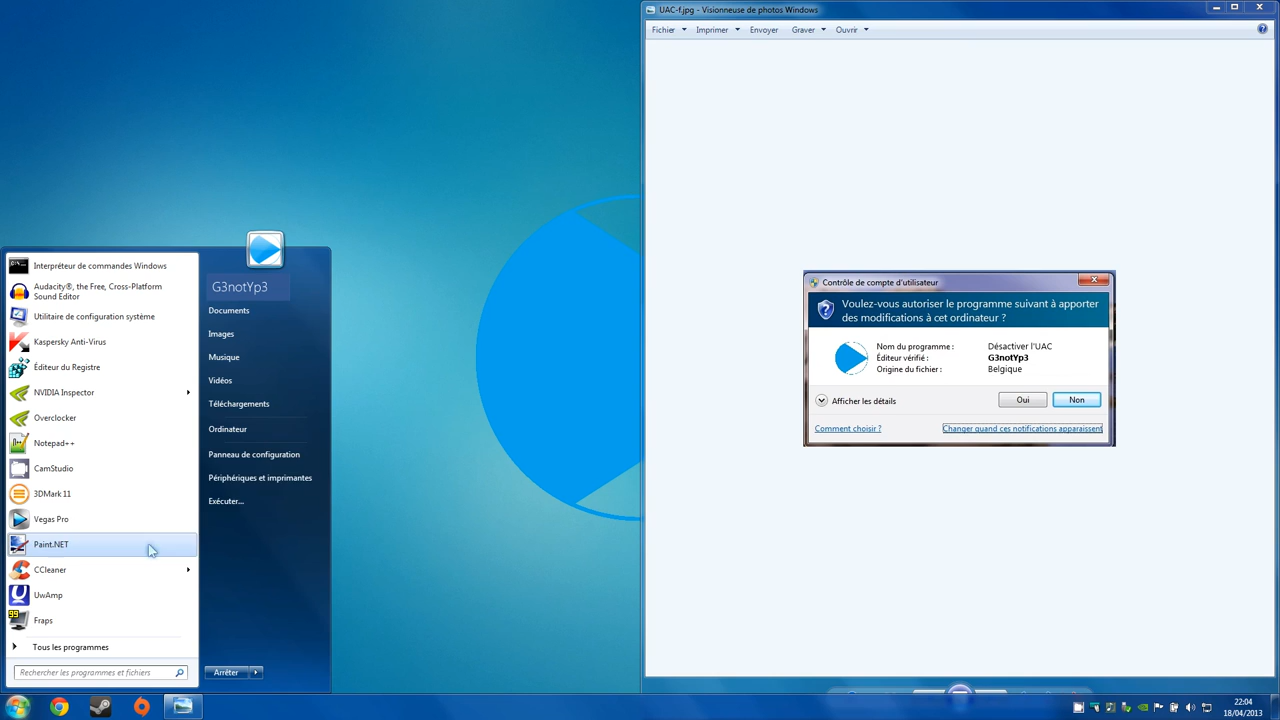 UAC-f.jpg - Visionneuse de photos Windows
Fichier Imprimer Envoyer Graver Ouvrir
Contrôle de compte d'utilisateur
Voulez-vous autoriser le programme suivant à apporter
des modifications à cet ordinateur ?
Nom du programme : Désactiver l'UAC
Éditeur vérifié : G3notYp3
Origine du fichier : Belgique
Afficher les détails
Oui
Non
Comment choisir ?
Changer quand ces notifications apparaissent
Interpréteur de commandes Windows
Audacity®, the Free, Cross-Platform
Sound Editor
Utilitaire de configuration système
Kaspersky Anti-Virus
Éditeur du Registre
NVIDIA Inspector
Overclocker
Notepad++
CamStudio
3DMark 11
Vegas Pro
Paint.NET
CCleaner
UwAmp
99
Fraps
Tous les programmes
Rechercher les programmes et fichiers
G3notYp3
Documents
Images
Musique
Vidéos
Téléchargements
Ordinateur
Panneau de configuration
Périphériques et imprimantes
Exécuter...
Arrêter
22:04
18/04/2013